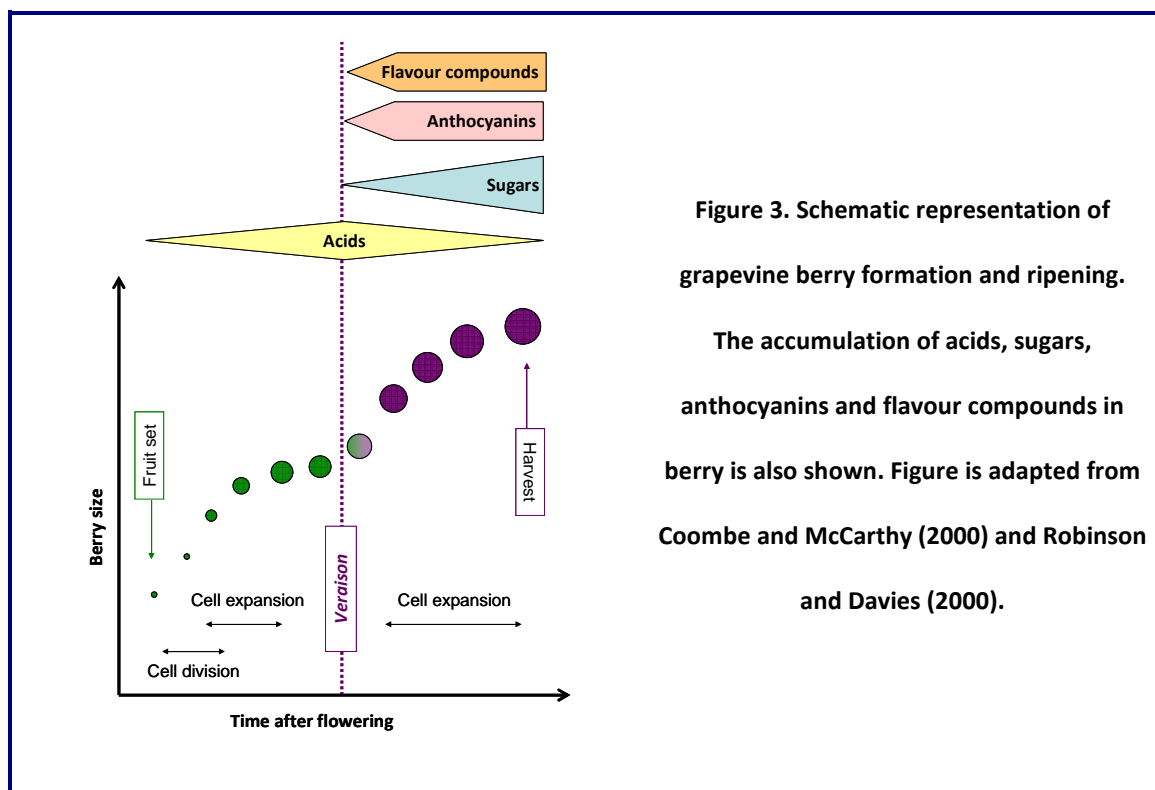 Flavour compounds
Anthocyanins
Sugars
Acids
Berry size
Fruit set
Cell expansion
Cell division
Veraison
Cell expansion
Harvest
Time after flowering
Figure 3. Schematic representation of
grapevine berry formation and ripening.
The accumulation of acids, sugars,
anthocyanins and flavour compounds in
berry is also shown. Figure is adapted from
Coombe and McCarthy (2000) and Robinson
and Davies (2000).